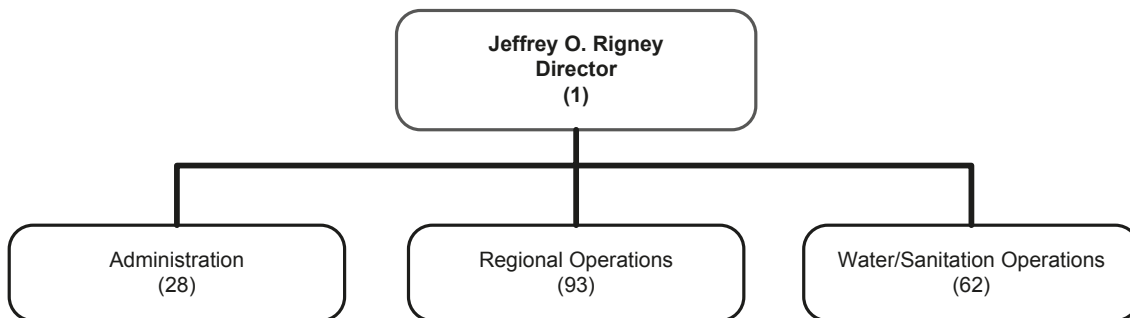 Jeffrey O. Rigney
Director
(1)
Administration
(28)
Regional Operations
(93)
Water/Sanitation Operations
(62)